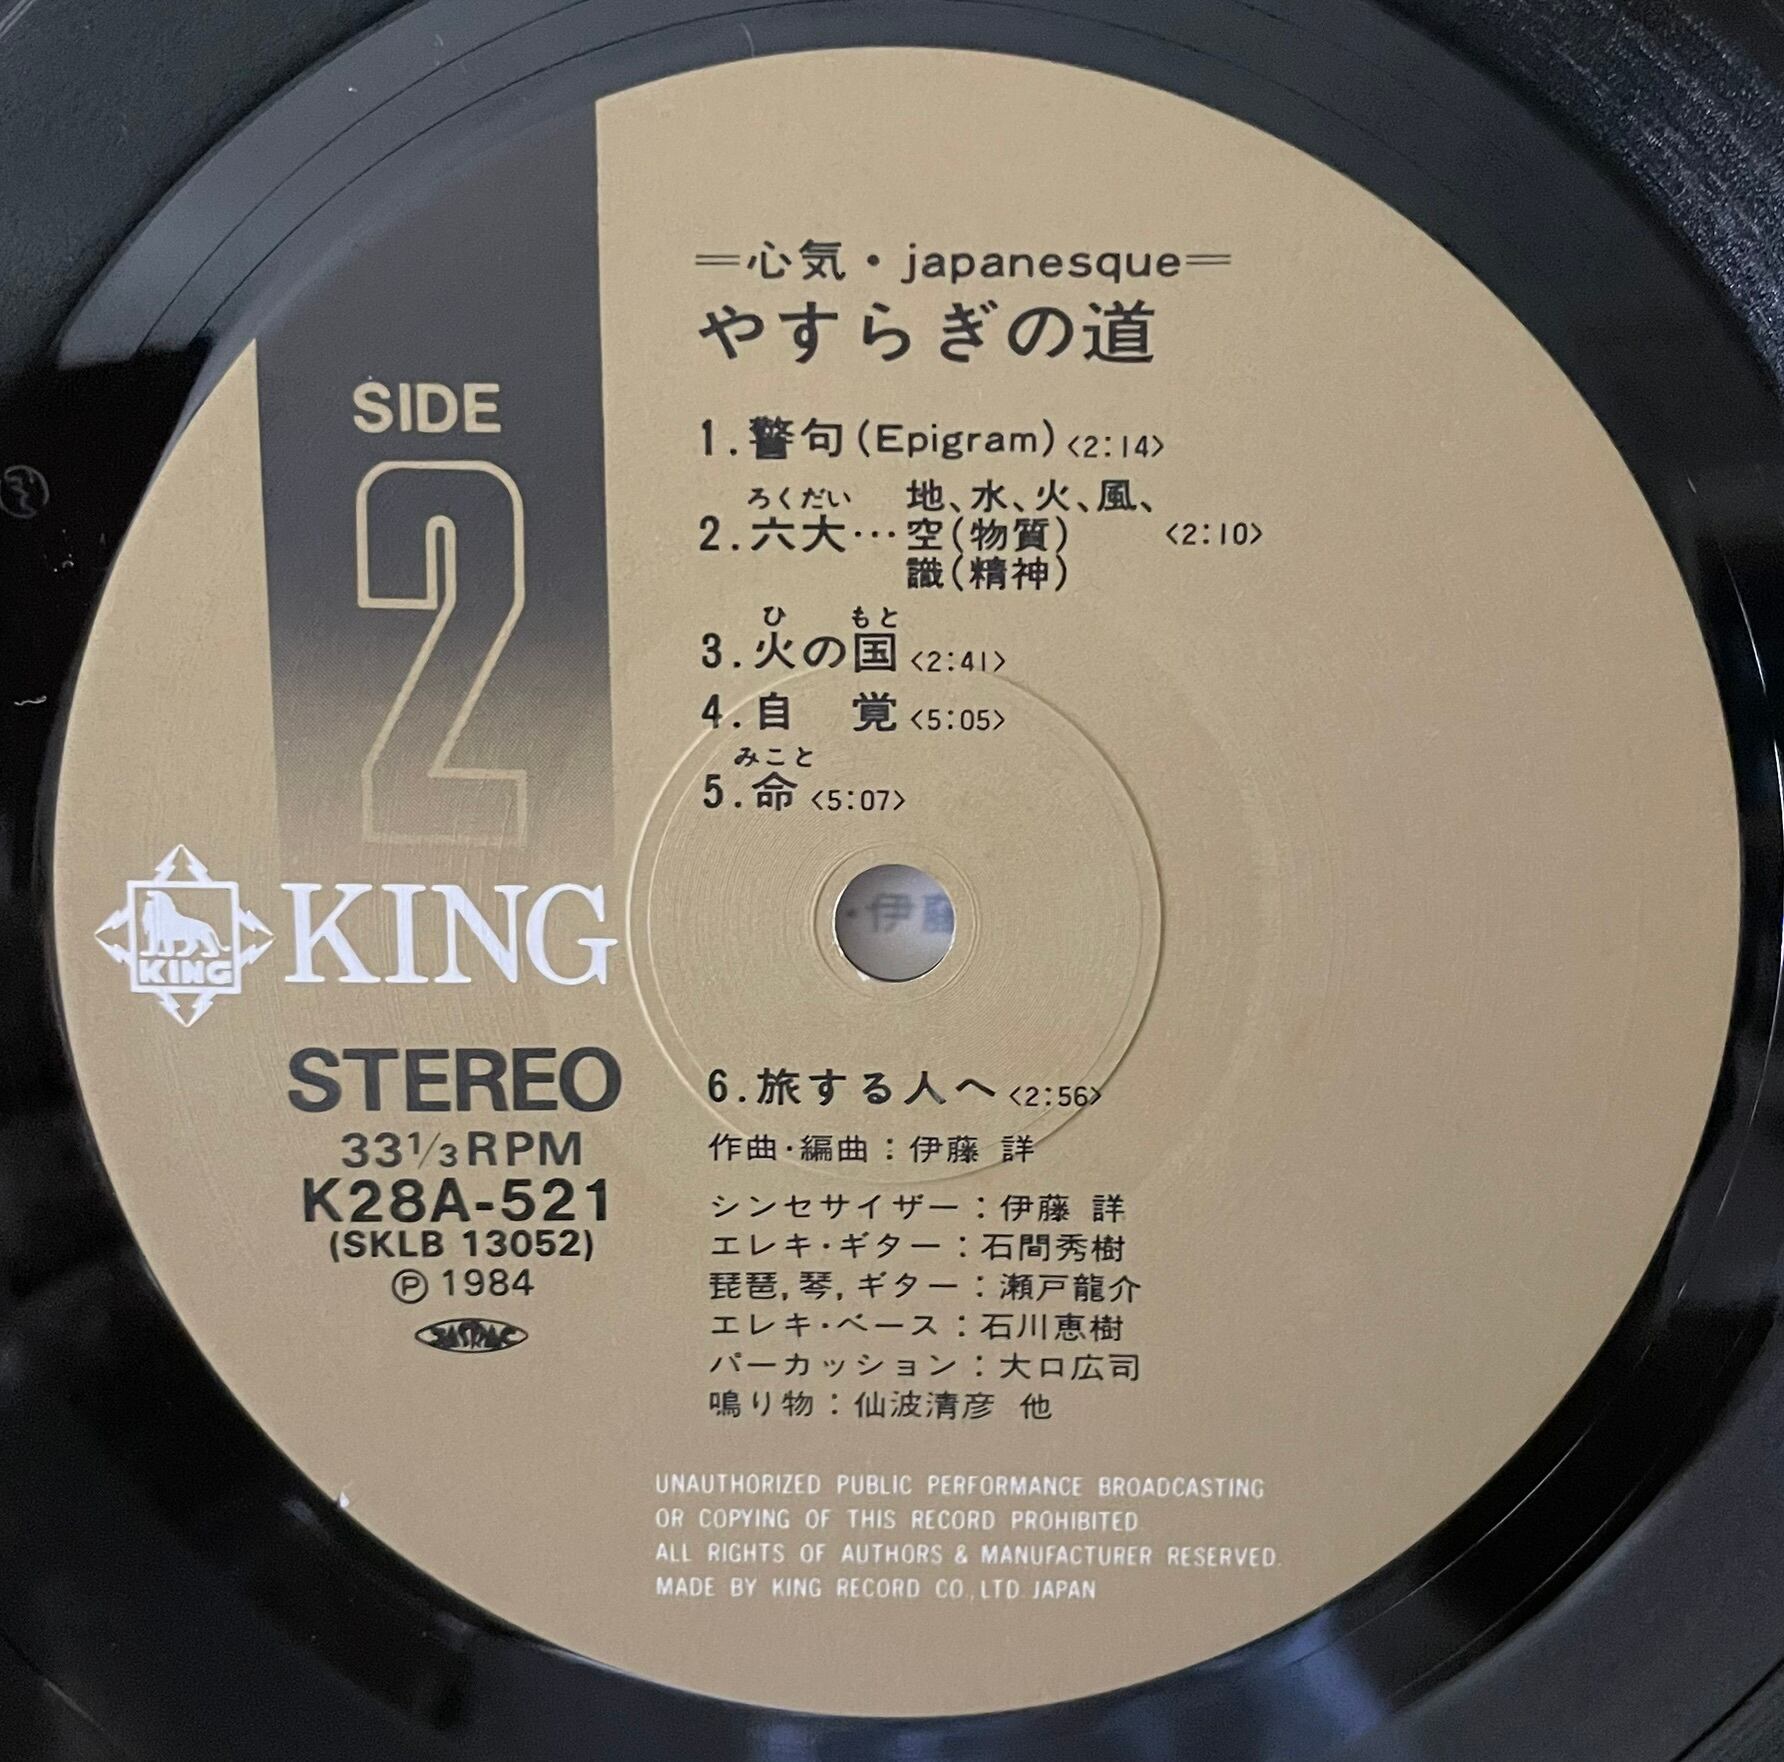 =心気・japanesque=
やすらぎの道
SIDE
2
1.警句(Epigram)<2:14>
ろくだい
2.六大…地、水、火、風、
空(物質)
識(精神)
<2:10>
ひ もと
3.火の国<2:41>
4.自 覚<5:05>
みこと
5.命<5:07>
・伊藤
KING
KING
STEREO
33 1/3 RPM
K28A-521
(SKLB 13052)
Ⓟ 1984
JASRAC
6.旅する人へ<2:56>
作曲・編曲:伊藤 詳
シンセサイザー:伊藤 詳
エレキ・ギター:石間秀樹
琵琶,琴,ギター:瀬戸龍介
エレキ・ベース:石川恵樹
パーカッション:大口広司
鳴り物:仙波清彦 他
UNAUTHORIZED PUBLIC PERFORMANCE BROADCASTING
OR COPYING OF THIS RECORD PROHIBITED.
ALL RIGHTS OF AUTHORS & MANUFACTURER RESERVED.
MADE BY KING RECORD CO., LTD. JAPAN